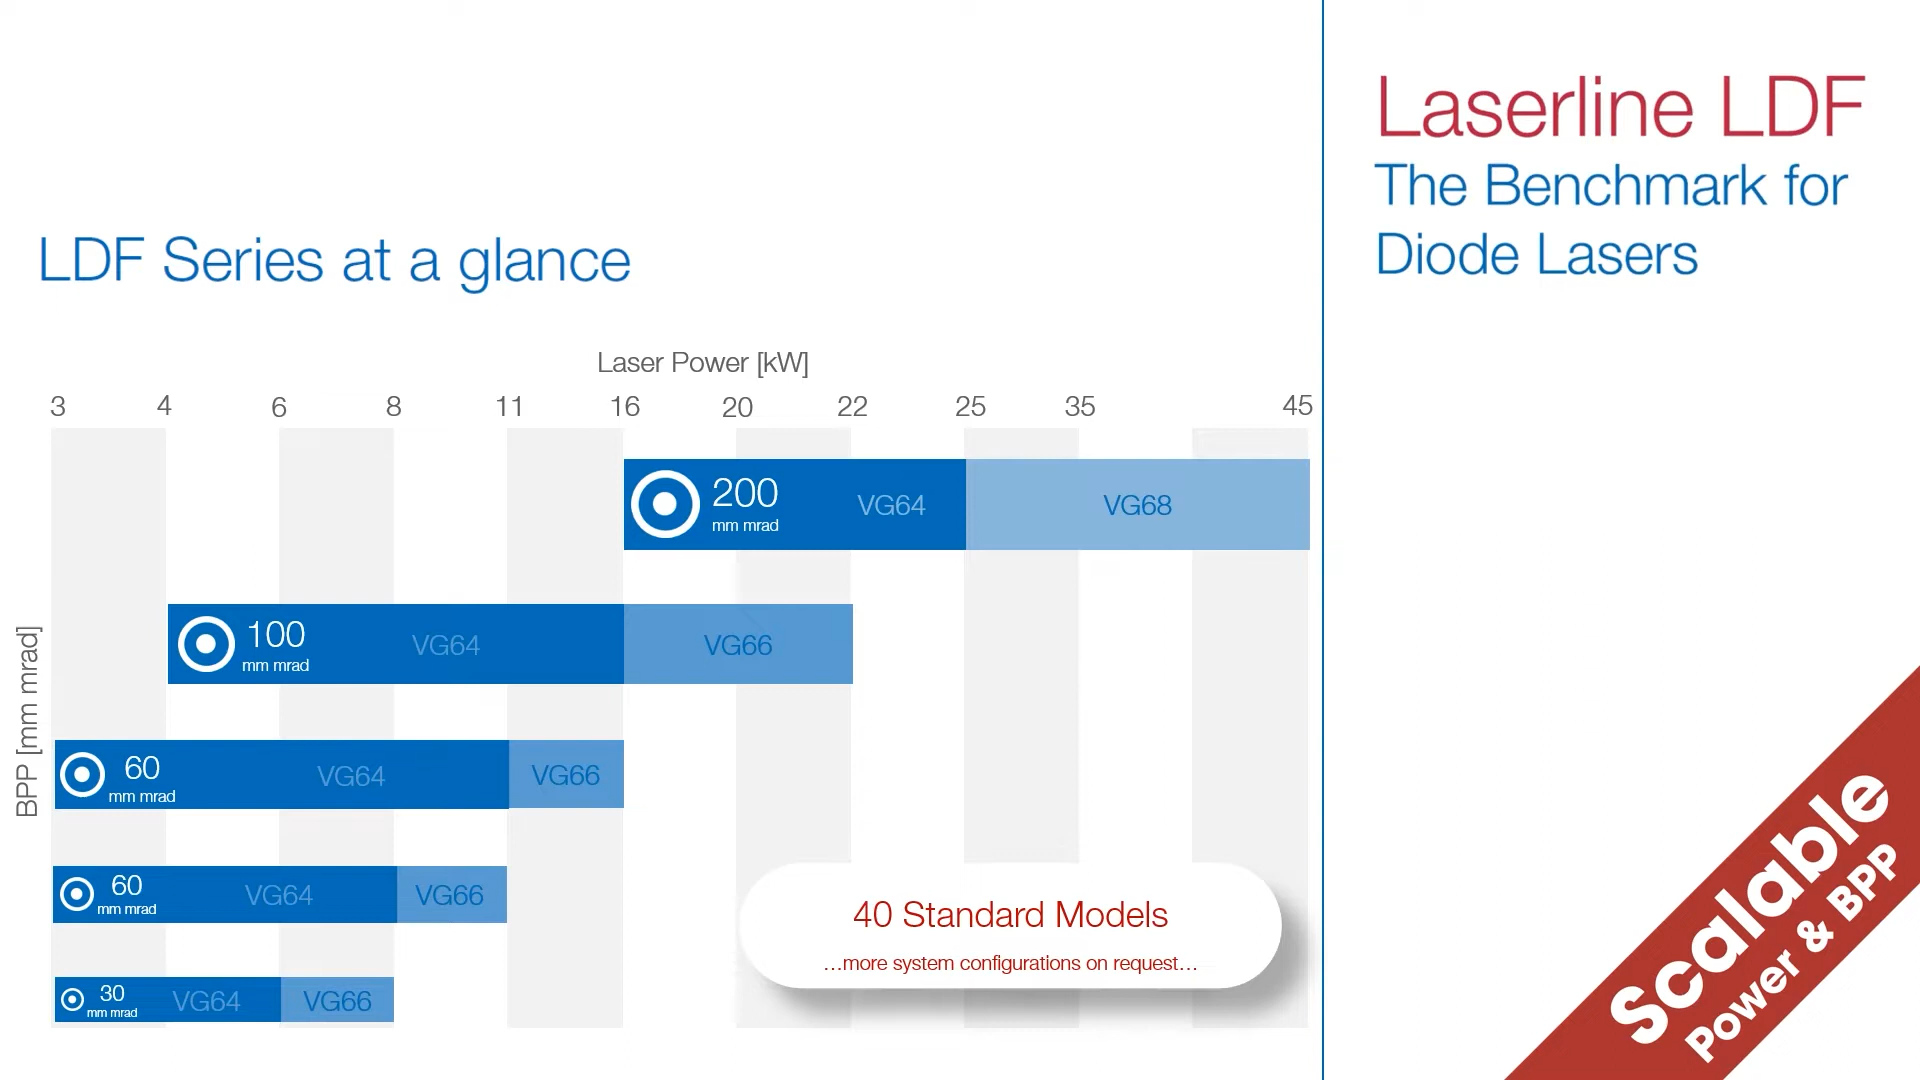 Laserline LDF
The Benchmark for
Diode Lasers
LDF Series at a glance
Laser Power [kW]
3 4 6 8 11 16 20 22 25 35 45
BPP [mm mrad]
200
mm mrad
VG64 VG68
100
mm mrad
VG64 VG66
60
mm mrad
VG64 VG66
60
mm mrad
VG64 VG66
30
mm mrad
VG64 VG66
40 Standard Models
...more system configurations on request...
Scalable
Power & BPP